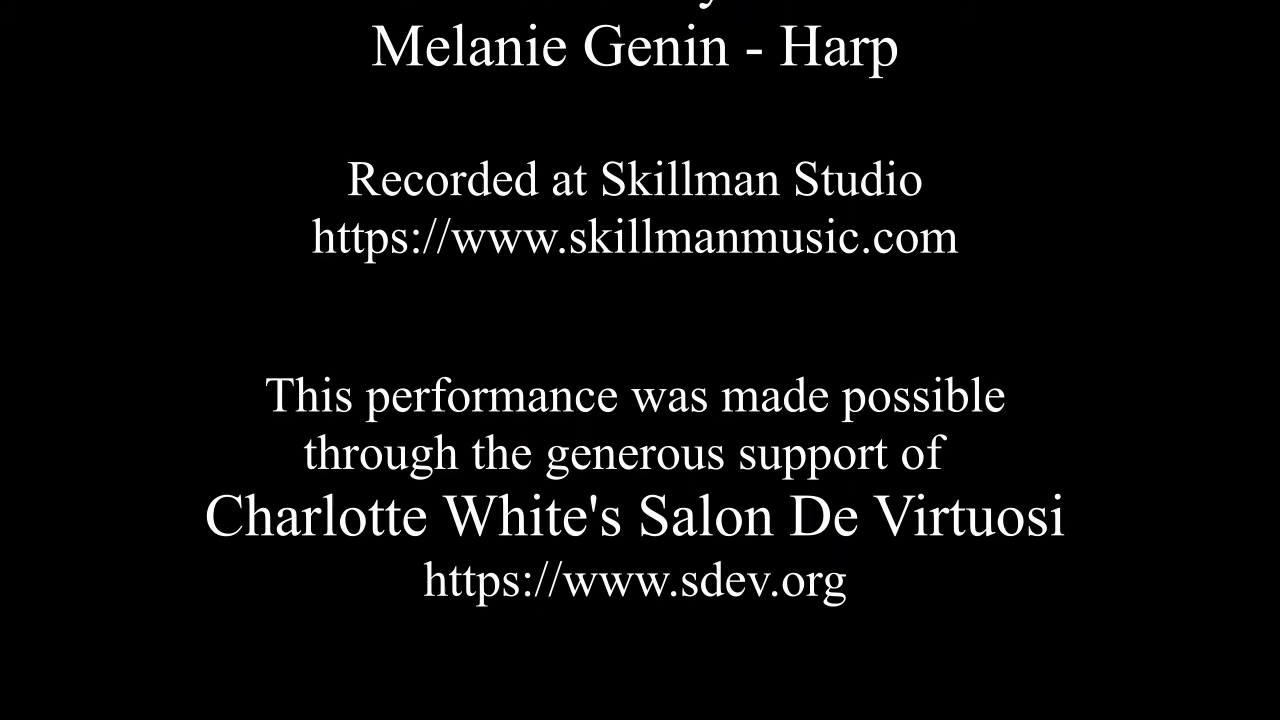 Melanie Genin - Harp
Recorded at Skillman Studio
https://www.skillmanmusic.com
This performance was made possible
through the generous support of
Charlotte White's Salon De Virtuosi
https://www.sdev.org